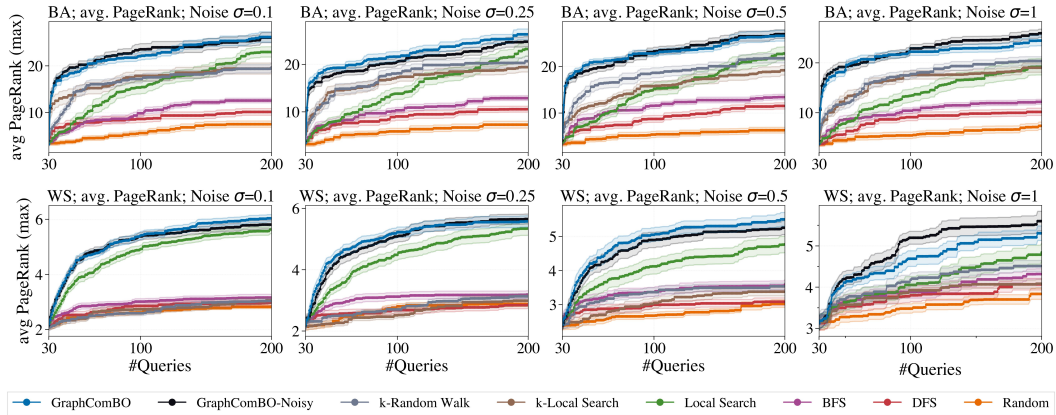 BA; avg. PageRank; Noise σ=0.1
BA; avg. PageRank; Noise σ=0.25
BA; avg. PageRank; Noise σ=0.5
BA; avg. PageRank; Noise σ=1
avg PageRank (max)
20
10
30 100 200
20
10
30 100 200
20
10
30 100 200
20
10
30 100 200
WS; avg. PageRank; Noise σ=0.1
WS; avg. PageRank; Noise σ=0.25
WS; avg. PageRank; Noise σ=0.5
WS; avg. PageRank; Noise σ=1
avg PageRank (max)
6
4
2
30 100 200
#Queries
6
4
2
30 100 200
#Queries
5
4
3
2
30 100 200
#Queries
5
4
3
30 100 200
#Queries
GraphComBO GraphComBO-Noisy k-Random Walk k-Local Search Local Search BFS DFS Random